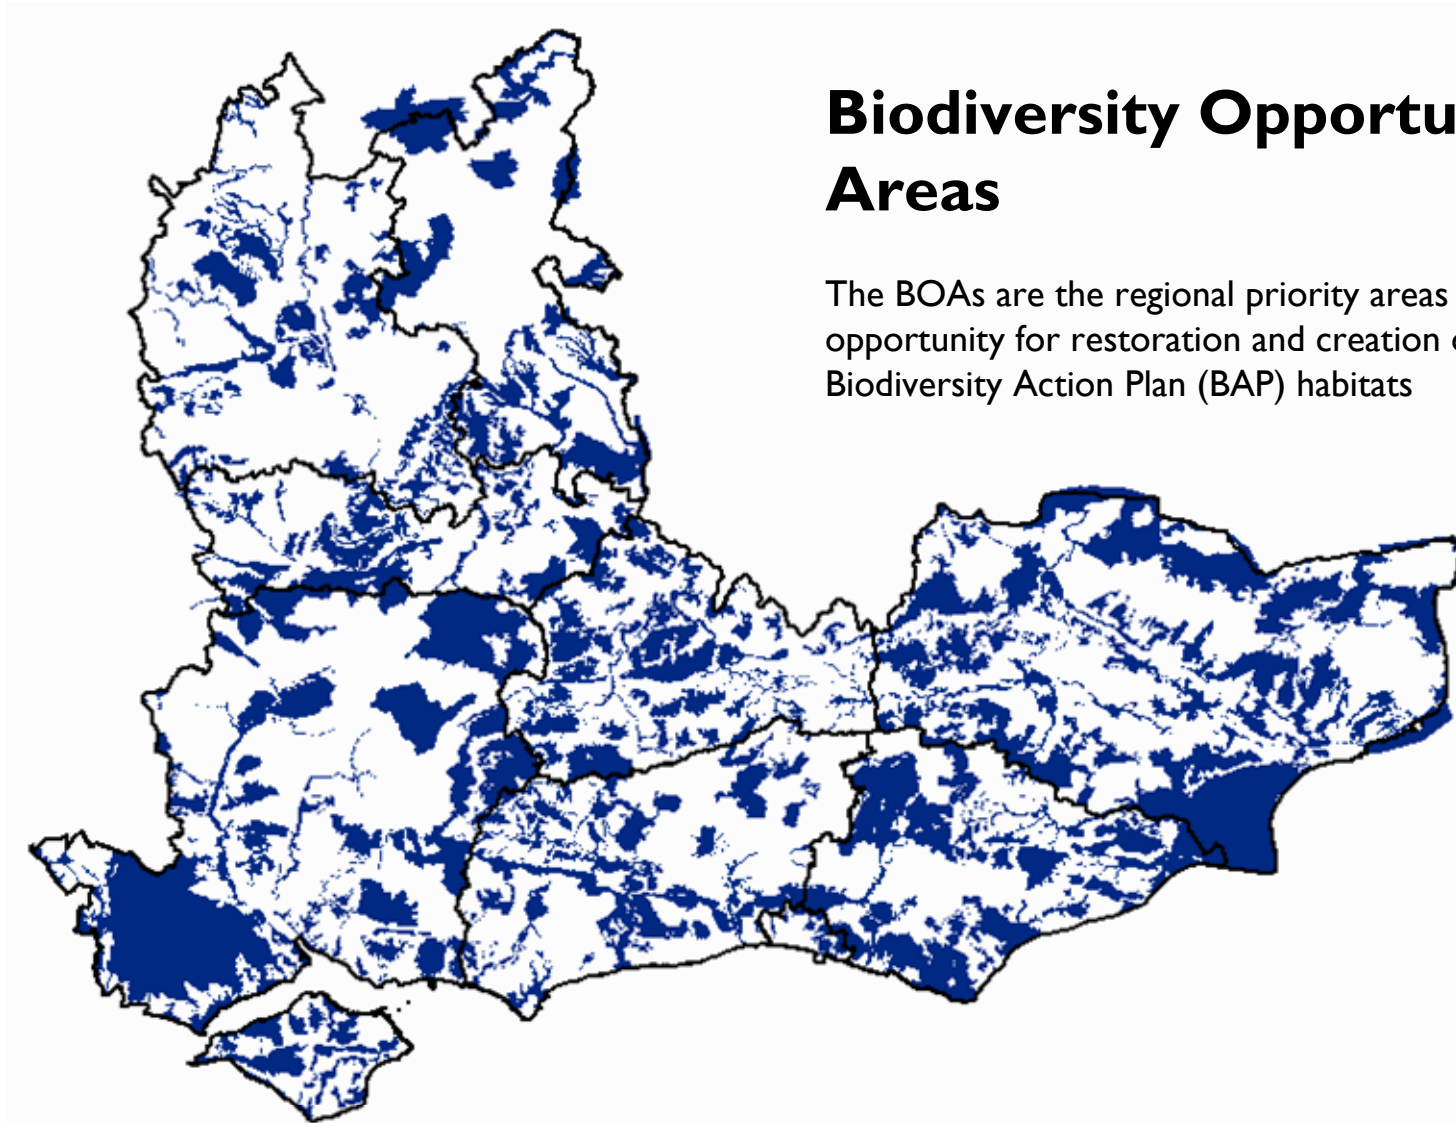 Biodiversity Opportu
Areas
The BOAs are the regional priority areas
opportunity for restoration and creation
Biodiversity Action Plan (BAP) habitats